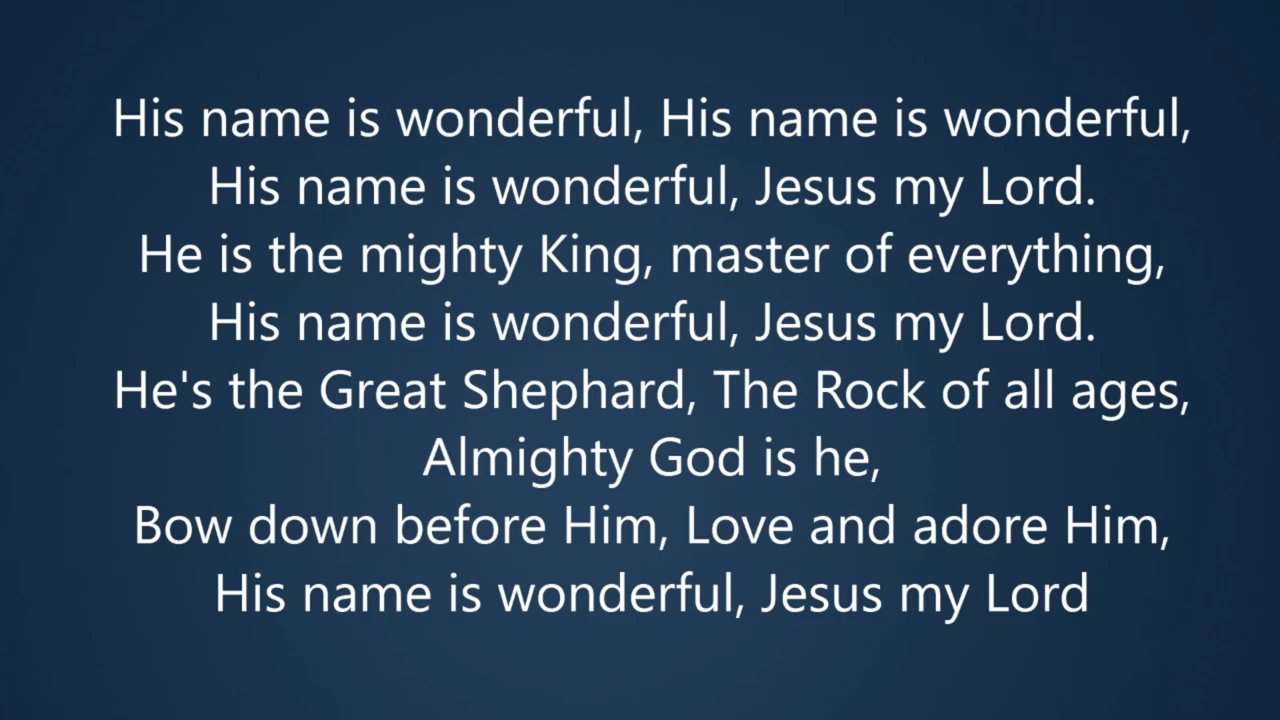 His name is wonderful, His name is wonderful,
His name is wonderful, Jesus my Lord.
He is the mighty King, master of everything,
His name is wonderful, Jesus my Lord.
He's the Great Shephard, The Rock of all ages,
Almighty God is he,
Bow down before Him, Love and adore Him,
His name is wonderful, Jesus my Lord